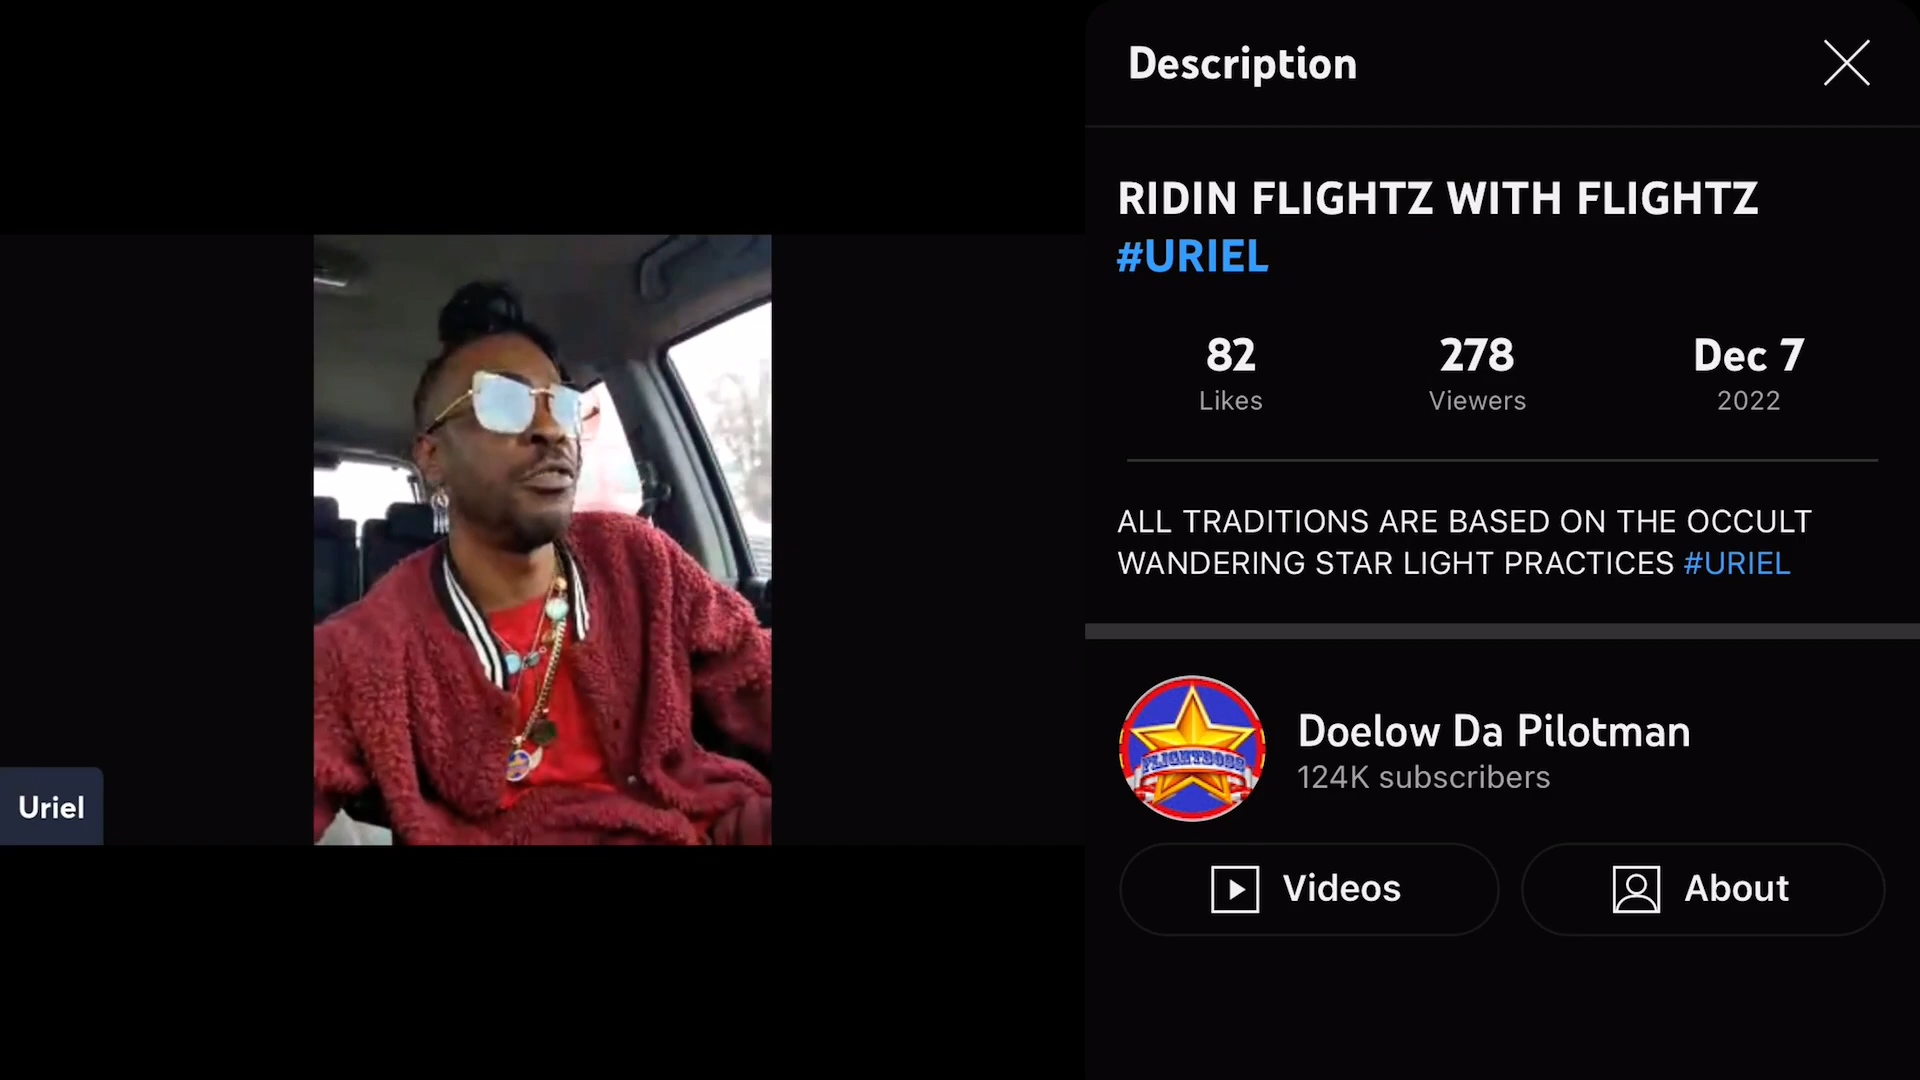 Description
RIDIN FLIGHTZ WITH FLIGHTZ
#URIEL
82
Likes
278
Viewers
Dec 7
2022
ALL TRADITIONS ARE BASED ON THE OCCULT
WANDERING STAR LIGHT PRACTICES #URIEL
FLIGHTBOSS
Doelow Da Pilotman
124K subscribers
Videos
About
Uriel